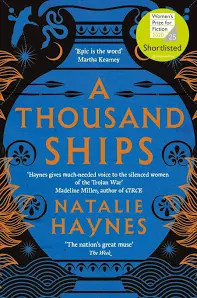 'Epic is the word'
Martha Kearney
Women's
Prize for
Fiction
25
Shortlisted
A
THOUSAND
SHIPS
'Haynes gives much-needed voice to the silenced women
of the Trojan War'
Madeline Miller, author of CIRCE
NATALIE
HAYNES
'The nation's great muse'
The Week